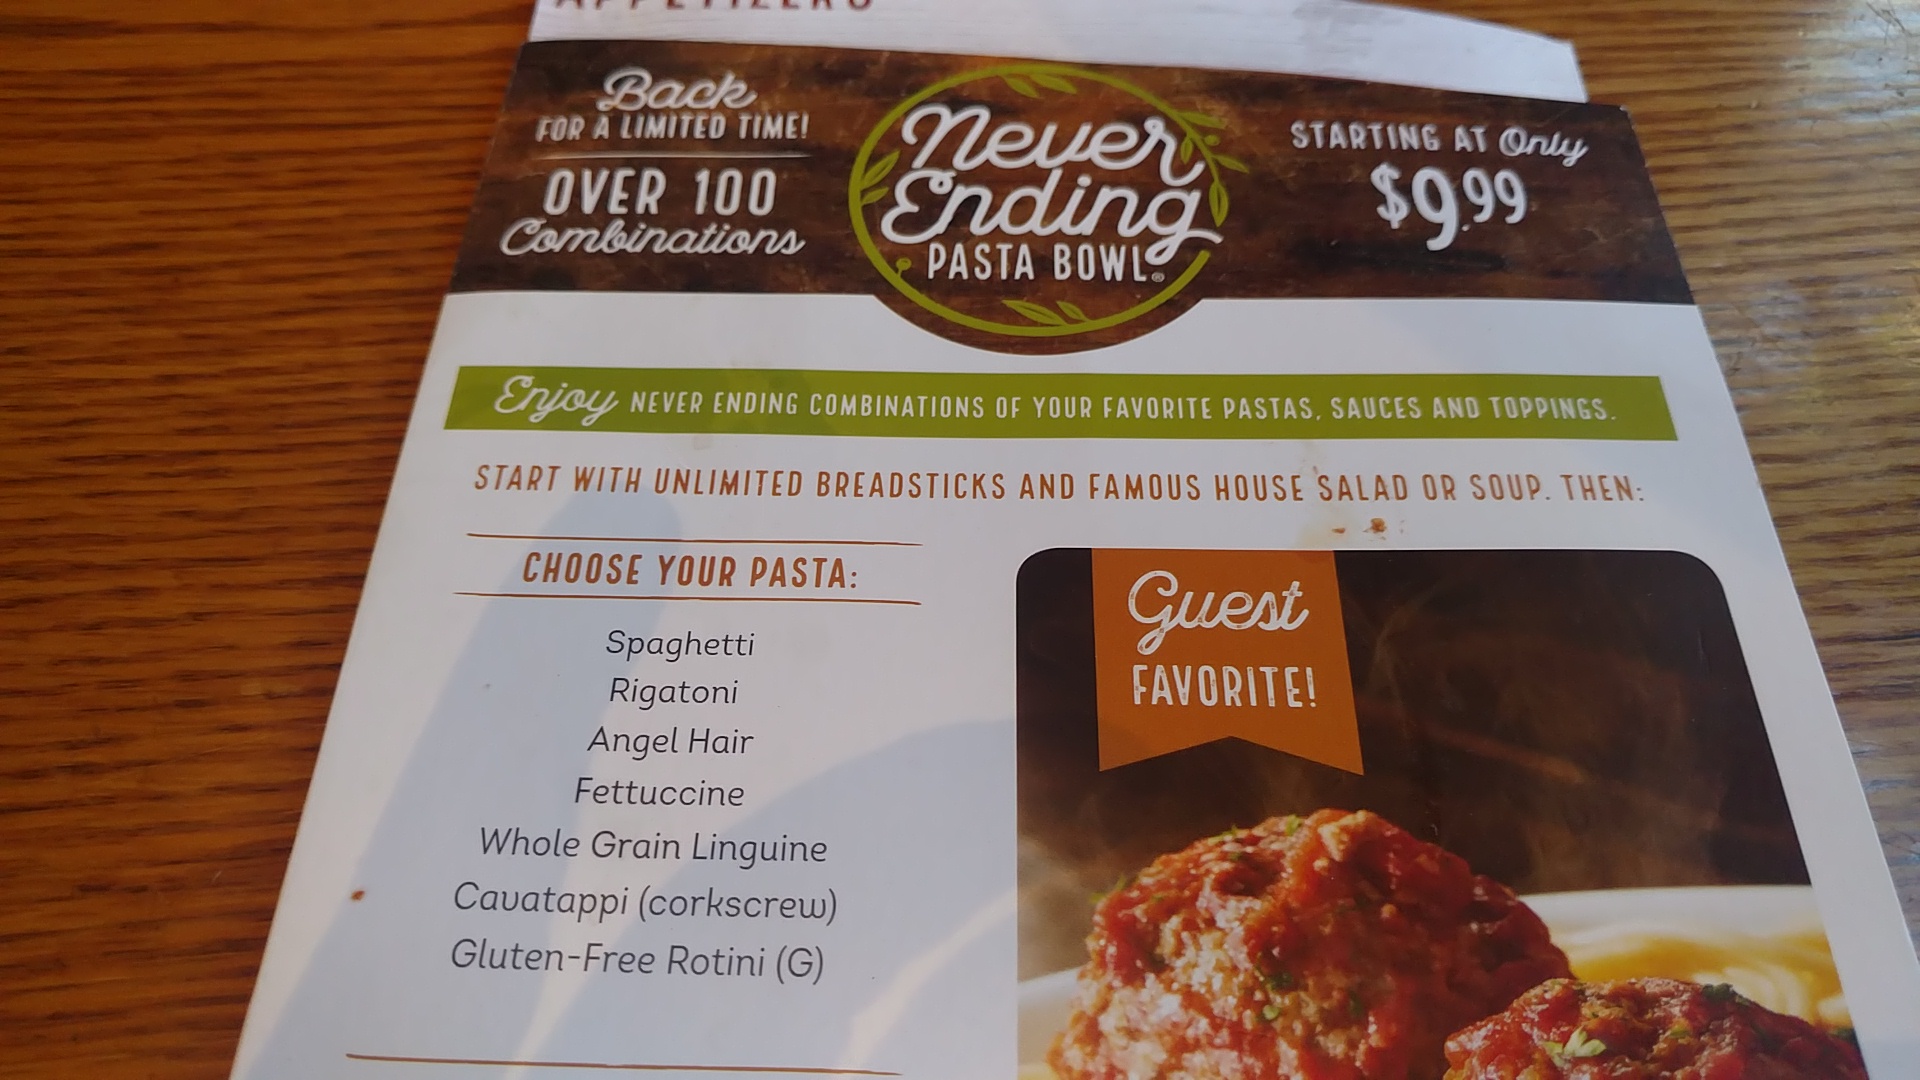 APPETIZERS
Back
FOR A LIMITED TIME!
OVER 100
Combinations
Never
Ending
PASTA BOWL®
STARTING AT Only
$9.99
Enjoy NEVER ENDING COMBINATIONS OF YOUR FAVORITE PASTAS, SAUCES AND TOPPINGS.
START WITH UNLIMITED BREADSTICKS AND FAMOUS HOUSE SALAD OR SOUP. THEN:
CHOOSE YOUR PASTA:
Spaghetti
Rigatoni
Angel Hair
Fettuccine
Whole Grain Linguine
Cavatappi (corkscrew)
Gluten-Free Rotini (G)
Guest
FAVORITE!